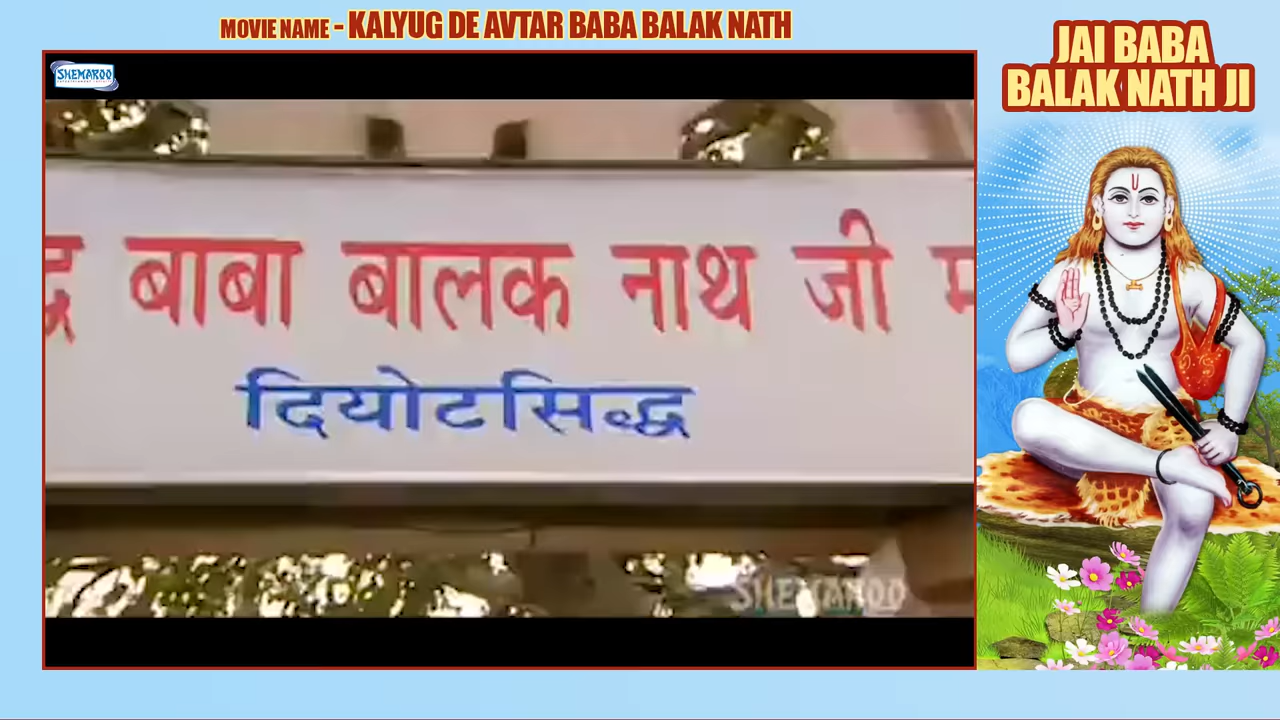 MOVIE NAME - KALYUG DE AVTAR BABA BALAK NATH
JAI BABA
BALAK NATH JI
SHEMAROO
बाबा बालक नाथ जी
दियोटसिद्ध
SHEMAROO